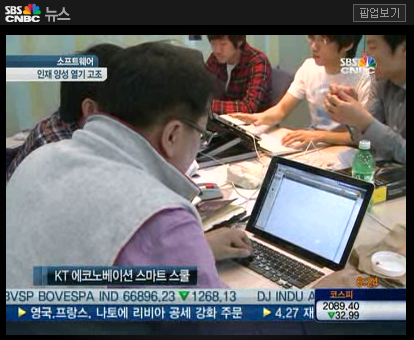 SBS CNBC 뉴스
팝업보기
소프트웨어
인재 양성 열기 고조
SBS CNBC
KT 에코노베이션 스마트 스쿨
BVSP BOVESPA IND 66896,23 ▼1268,13 DJ INDU A
코스피
2089.40
▼32.99
▶ 영국,프랑스, 나토에 리비아 공세 강화 주문 ▶ 4.27 재